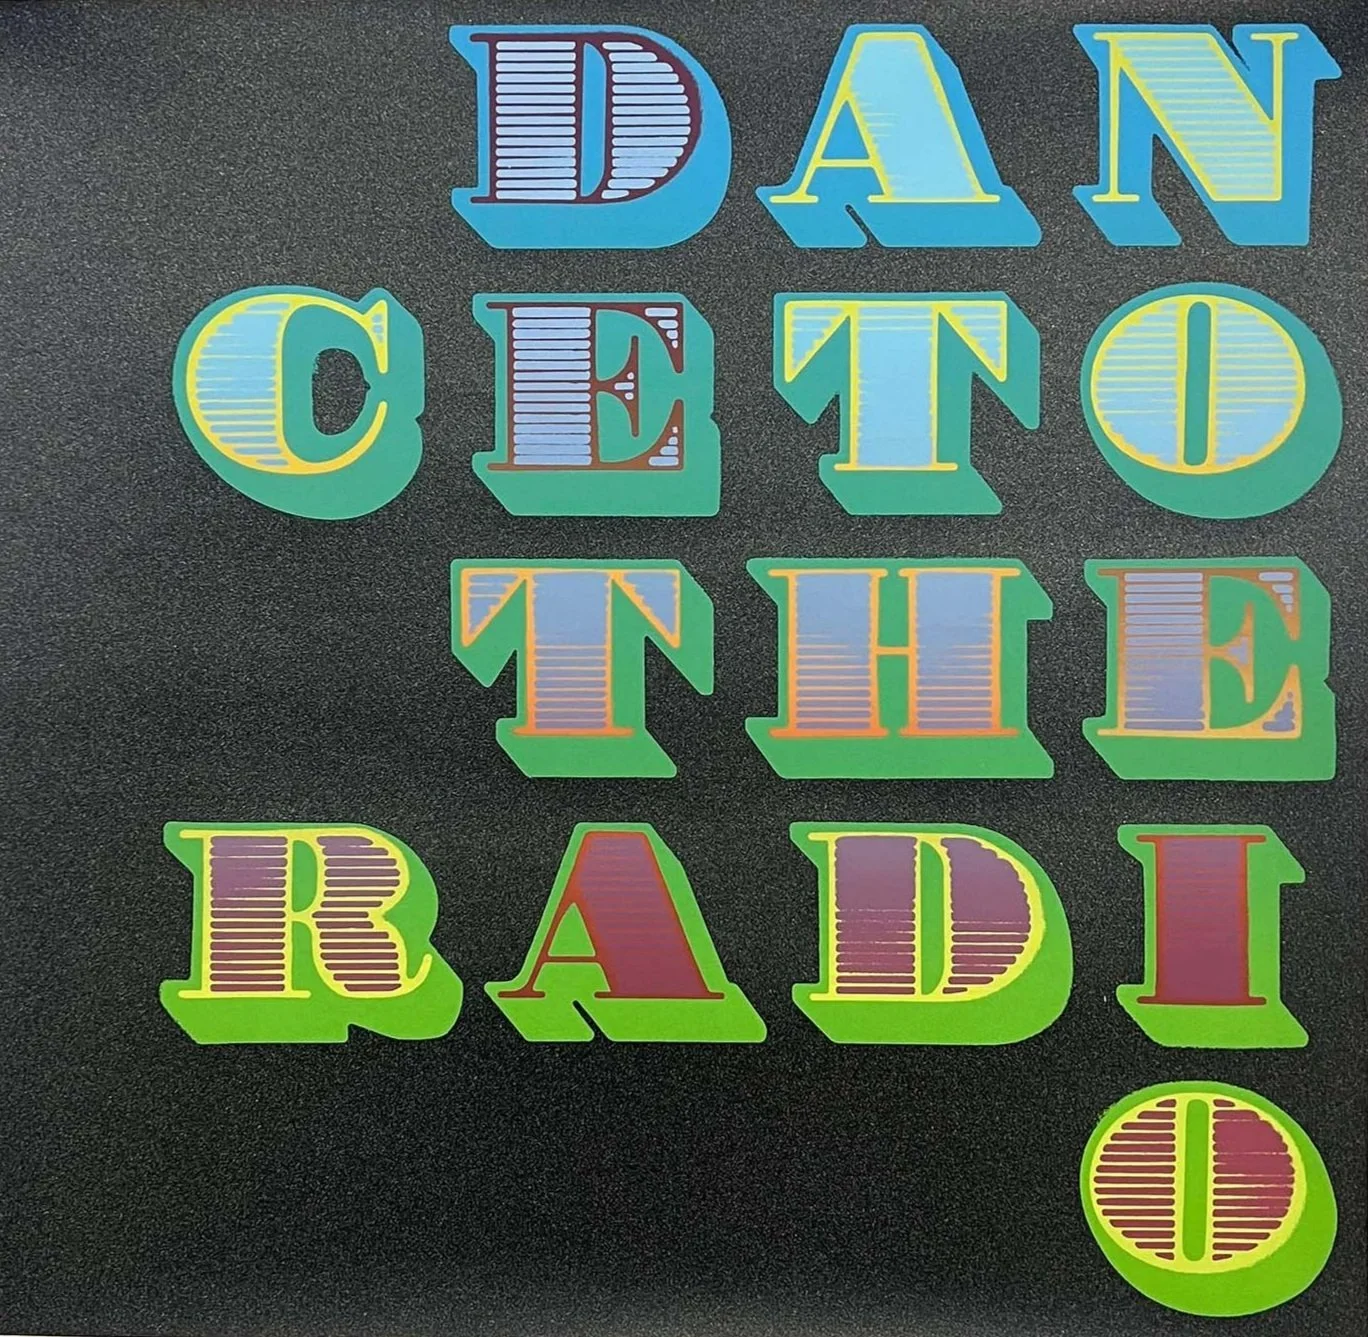 DAN
CETO
THE
RADI
O